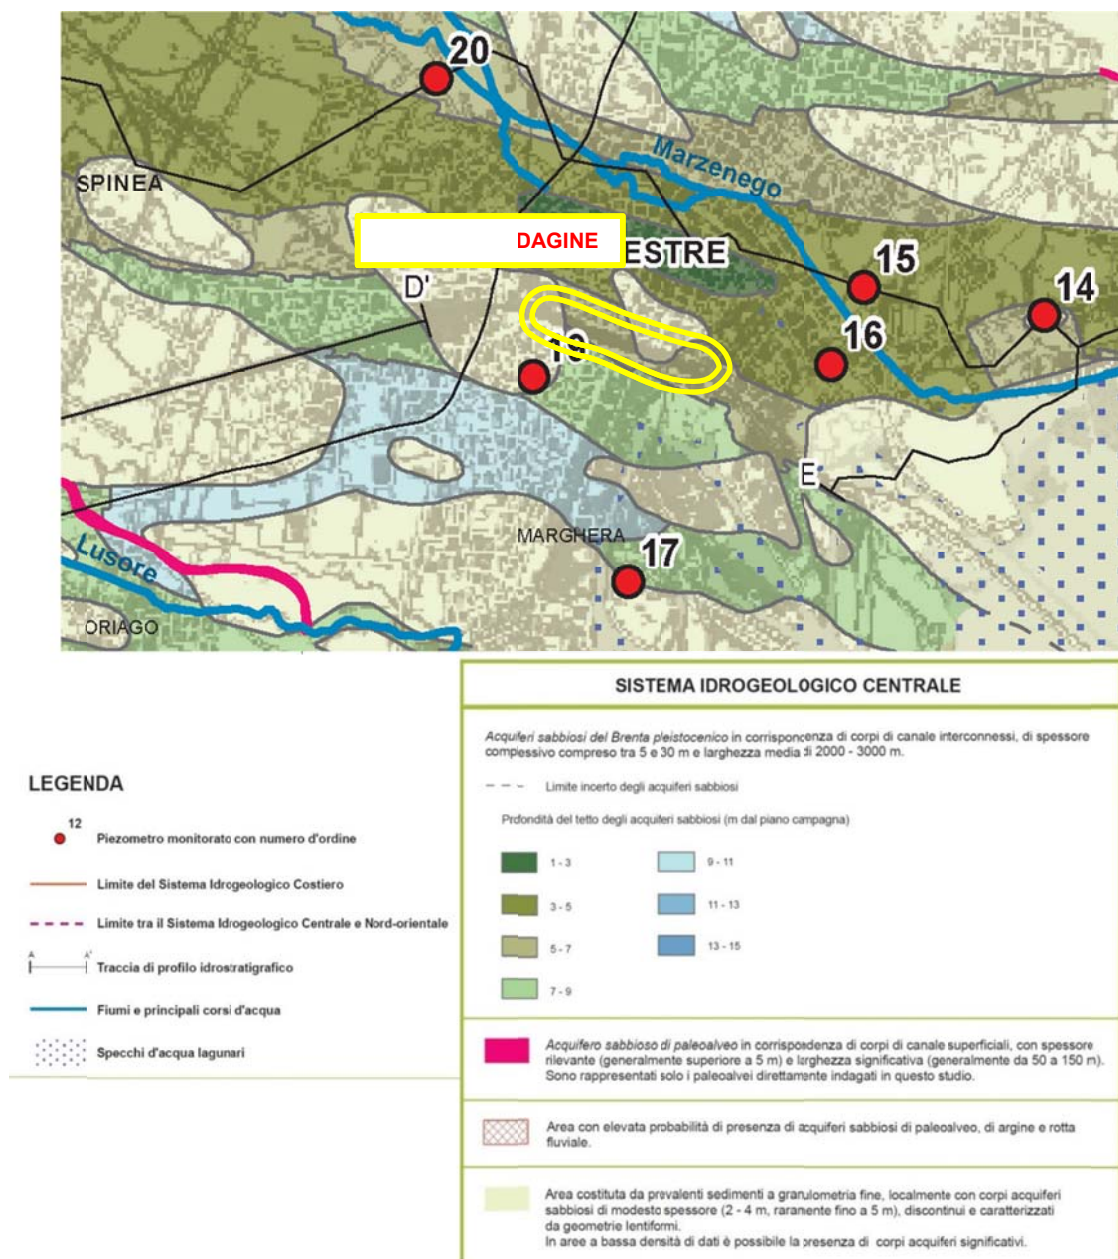 20
Marzenego
SPINEA
DAGINE
ESTRE
15
D'
14
16
19
E
MARGHERA
17
Lusore
ORIAGO
SISTEMA IDROGEOLOGICO CENTRALE
Acquiferi sabbiosi del Brenta pleistocenico in corrispondenza di corpi di canale interconnessi, di spessore
complessivo compreso tra 5 e 30 m e larghezza media di 2000 - 3000 m.
Limite incerto degli acquiferi sabbiosi
Profondità del tetto degli acquiferi sabbiosi (m dal piano campagna)
1 - 3
9 - 11
3 - 5
11 - 13
5 - 7
13 - 15
7 - 9
LEGENDA
12
Piezometro monitorato con numero d'ordine
Limite del Sistema Idrogeologico Costiero
Limite tra il Sistema Idrogeologico Centrale e Nord-orientale
A A'
Traccia di profilo idrostratigrafico
Fiumi e principali corsi d'acqua
Specchi d'acqua lagunari
Acquifero sabbioso di paleoalveo in corrispondenza di corpi di canale superficiali, con spessore
rilevante (generalmente superiore a 5 m) e larghezza significativa (generalmente da 50 a 150 m).
Sono rappresentati solo i paleoalvei direttamente indagati in questo studio.
Area con elevata probabilità di presenza di acquiferi sabbiosi di paleoalveo, di argine e rotta
fluviale.
Area costituta da prevalenti sedimenti a granulometria fine, localmente con corpi acquiferi
sabbiosi di modesto spessore (2 - 4 m, raramente fino a 5 m), discontinui e caratterizzati
da geometrie lentiformi.
In aree a bassa densità di dati è possibile la presenza di corpi acquiferi significativi.